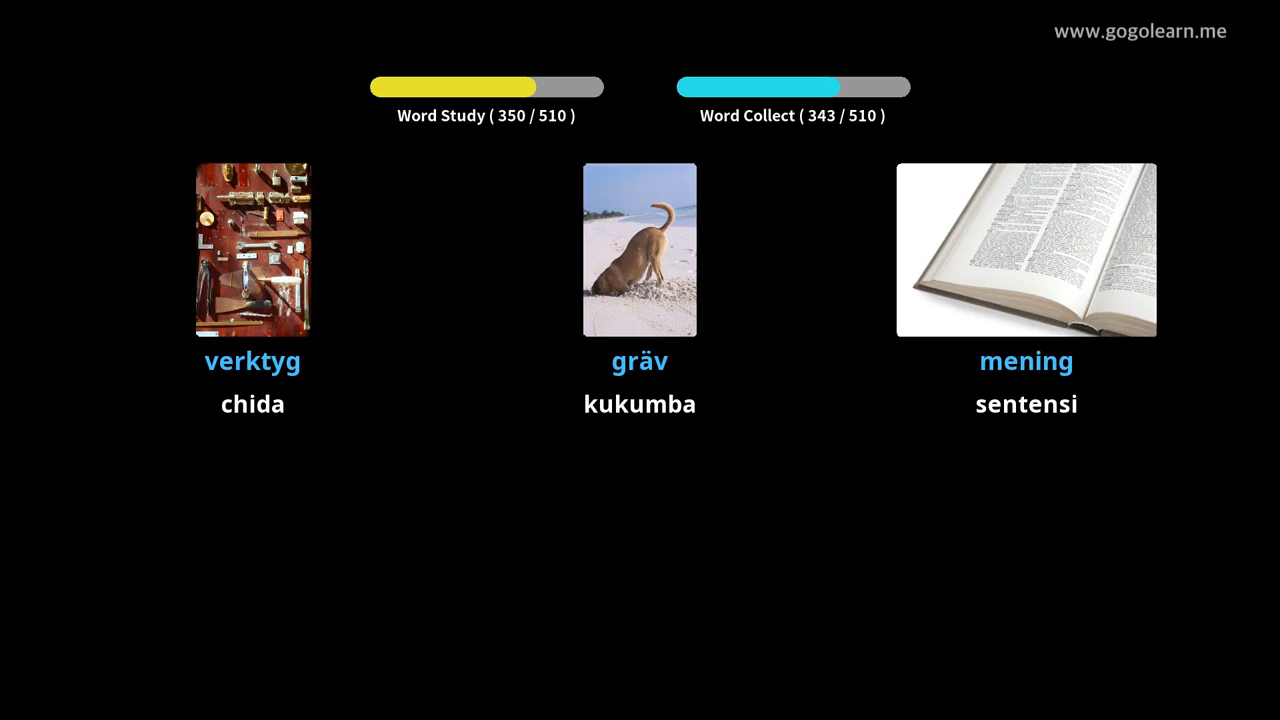 www.gogolearn.me
Word Study ( 350 / 510 )
Word Collect ( 343 / 510 )
verktyg
gräv
mening
chida
kukumba
sentensi